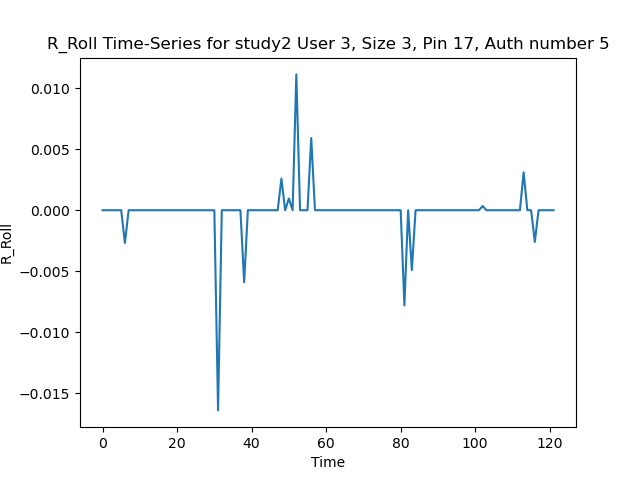 R_Roll Time-Series for study2 User 3, Size 3, Pin 17, Auth number 5
0.010
0.005
0.000
−0.005
−0.010
−0.015
R_Roll
0 20 40 60 80 100 120
Time